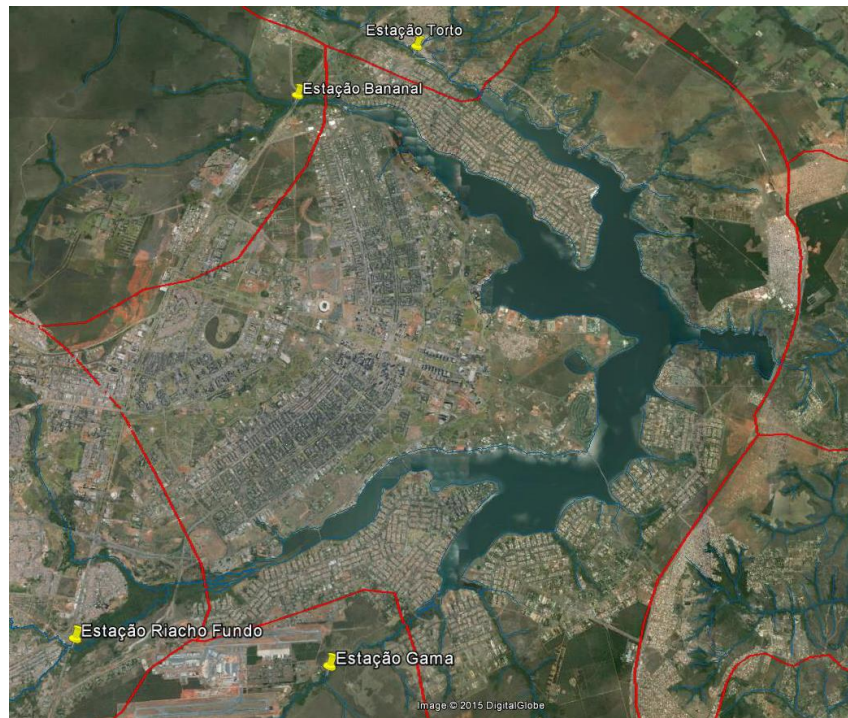 Estação Torto
Estação Bananal
Estação Riacho Fundo
Estação Gama
Image © 2015 DigitalGlobe